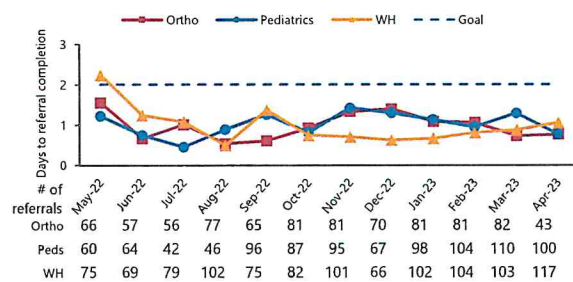 Ortho Pediatrics WH Goal
Days to referral completion
3
2
1
0
# of
referrals
May-22 Jun-22 Jul-22 Aug-22 Sep-22 Oct-22 Nov-22 Dec-22 Jan-23 Feb-23 Mar-23 Apr-23
Ortho 66 57 56 77 65 81 81 70 81 81 82 43
Peds 60 64 42 46 96 87 95 67 98 104 110 100
WH 75 69 79 102 75 82 101 66 102 104 103 117